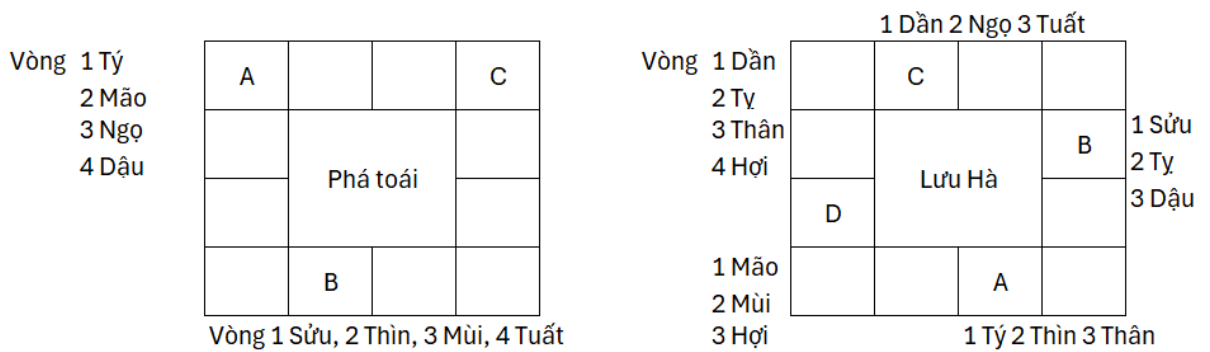 Vòng 1 Tý
2 Mão
3 Ngọ
4 Dậu
A
C
Phá toái
B
Vòng 1 Sửu, 2 Thìn, 3 Mùi, 4 Tuất
1 Dần 2 Ngọ 3 Tuất
Vòng 1 Dần
2 Tỵ
3 Thân
4 Hợi
C
B
1 Sửu
2 Tỵ
3 Dậu
Lưu Hà
D
1 Mão
2 Mùi
3 Hợi
A
1 Tý 2 Thìn 3 Thân